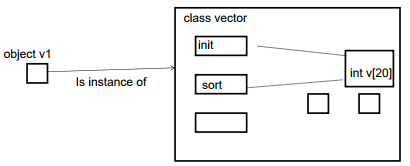 class vector
init
object v1
int v[20]
Is instance of
sort